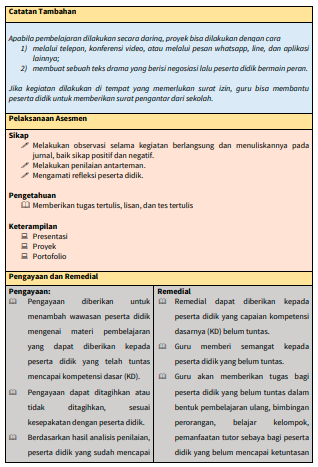 Catatan Tambahan
Apabila pembelajaran dilakukan secara daring, proyek bisa dilakukan dengan cara
1) melalui telepon, konferensi video, atau melalui pesan whatsapp, line, dan aplikasi
lainnya;
2) membuat sebuah teks drama yang berisi negosiasi lalu peserta didik bermain peran.
Jika kegiatan dilakukan di tempat yang memerlukan surat izin, guru bisa membantu
peserta didik untuk memberikan surat pengantar dari sekolah.
Pelaksanaan Asesmen
Sikap
Melakukan observasi selama kegiatan berlangsung dan menuliskannya pada
jurnal, baik sikap positif dan negatif.
Melakukan penilaian antarteman.
Mengamati refleksi peserta didik.
Pengetahuan
Memberikan tugas tertulis, lisan, dan tes tertulis
Keterampilan
Presentasi
Proyek
Portofolio
Pengayaan dan Remedial
Pengayaan:
Pengayaan diberikan untuk
menambah wawasan peserta didik
mengenai materi pembelajaran
yang dapat diberikan kepada
peserta didik yang telah tuntas
mencapai kompetensi dasar (KD).
Pengayaan dapat ditagihkan atau
tidak ditagihkan, sesuai
kesepakatan dengan peserta didik.
Berdasarkan hasil analisis penilaian,
peserta didik yang sudah mencapai
Remedial
Remedial dapat diberikan kepada
peserta didik yang capaian kompetensi
dasarnya (KD) belum tuntas.
Guru memberi semangat kepada
peserta didik yang belum tuntas.
Guru akan memberikan tugas bagi
peserta didik yang belum tuntas dalam
bentuk pembelajaran ulang, bimbingan
perorangan, belajar kelompok,
pemanfaatan tutor sebaya bagi peserta
didik yang belum mencapai ketuntasan